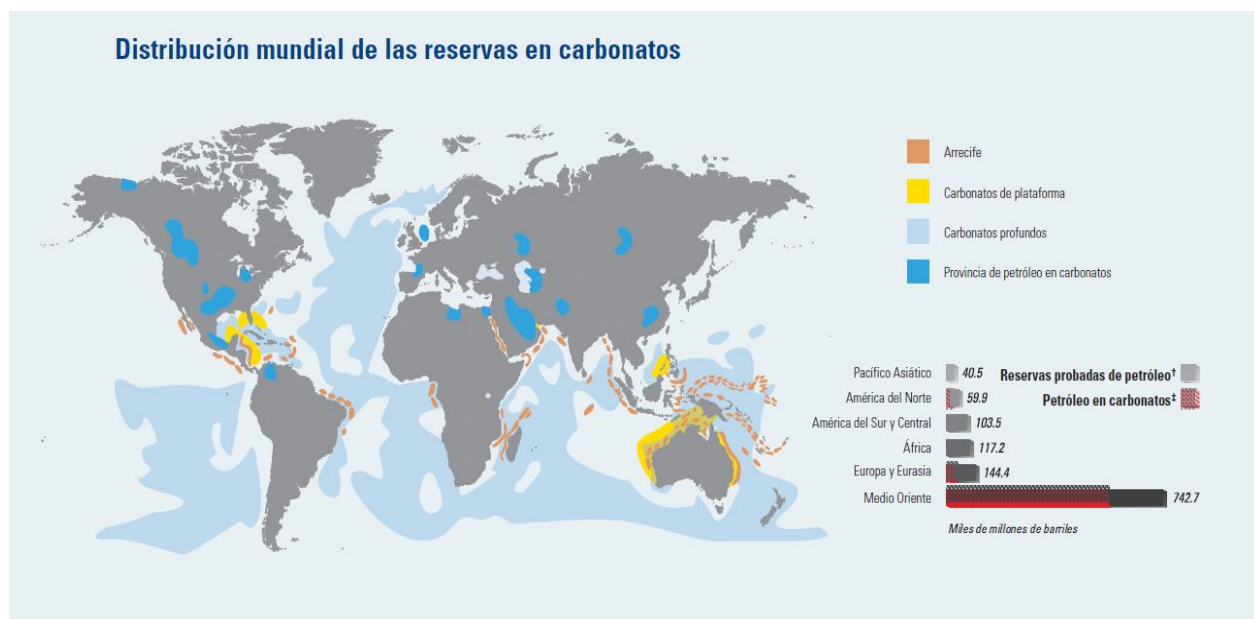 Distribución mundial de las reservas en carbonatos
Arrecife
Carbonatos de plataforma
Carbonatos profundos
Provincia de petróleo en carbonatos
Pacífico Asiático 40.5 Reservas probadas de petróleo†
América del Norte 59.9 Petróleo en carbonatos‡
América del Sur y Central 103.5
África 117.2
Europa y Eurasia 144.4
Medio Oriente 742.7
Miles de millones de barriles